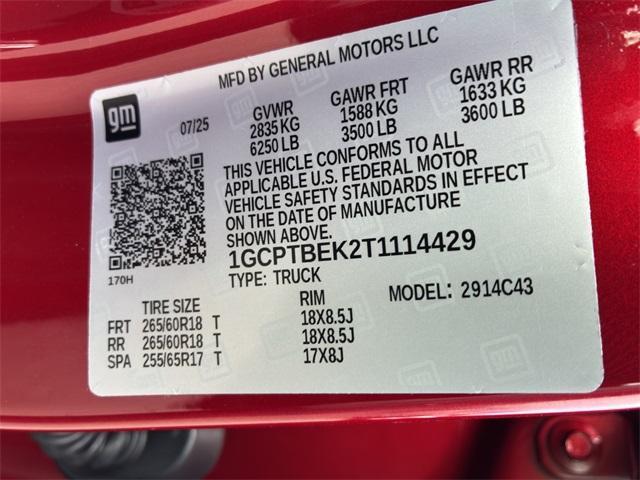 MFD BY GENERAL MOTORS LLC
gm
07/25
GVWR GAWR FRT GAWR RR
2835 KG 1588 KG 1633 KG
6250 LB 3500 LB 3600 LB
THIS VEHICLE CONFORMS TO ALL
APPLICABLE U.S. FEDERAL MOTOR
VEHICLE SAFETY STANDARDS IN EFFECT
ON THE DATE OF MANUFACTURE
SHOWN ABOVE.
170H
1GCPTBEK2T1114429
TYPE: TRUCK
MODEL: 2914C43
TIRE SIZE RIM
FRT 265/60R18 T 18X8.5J
RR 265/60R18 T 18X8.5J
SPA 255/65R17 T 17X8J